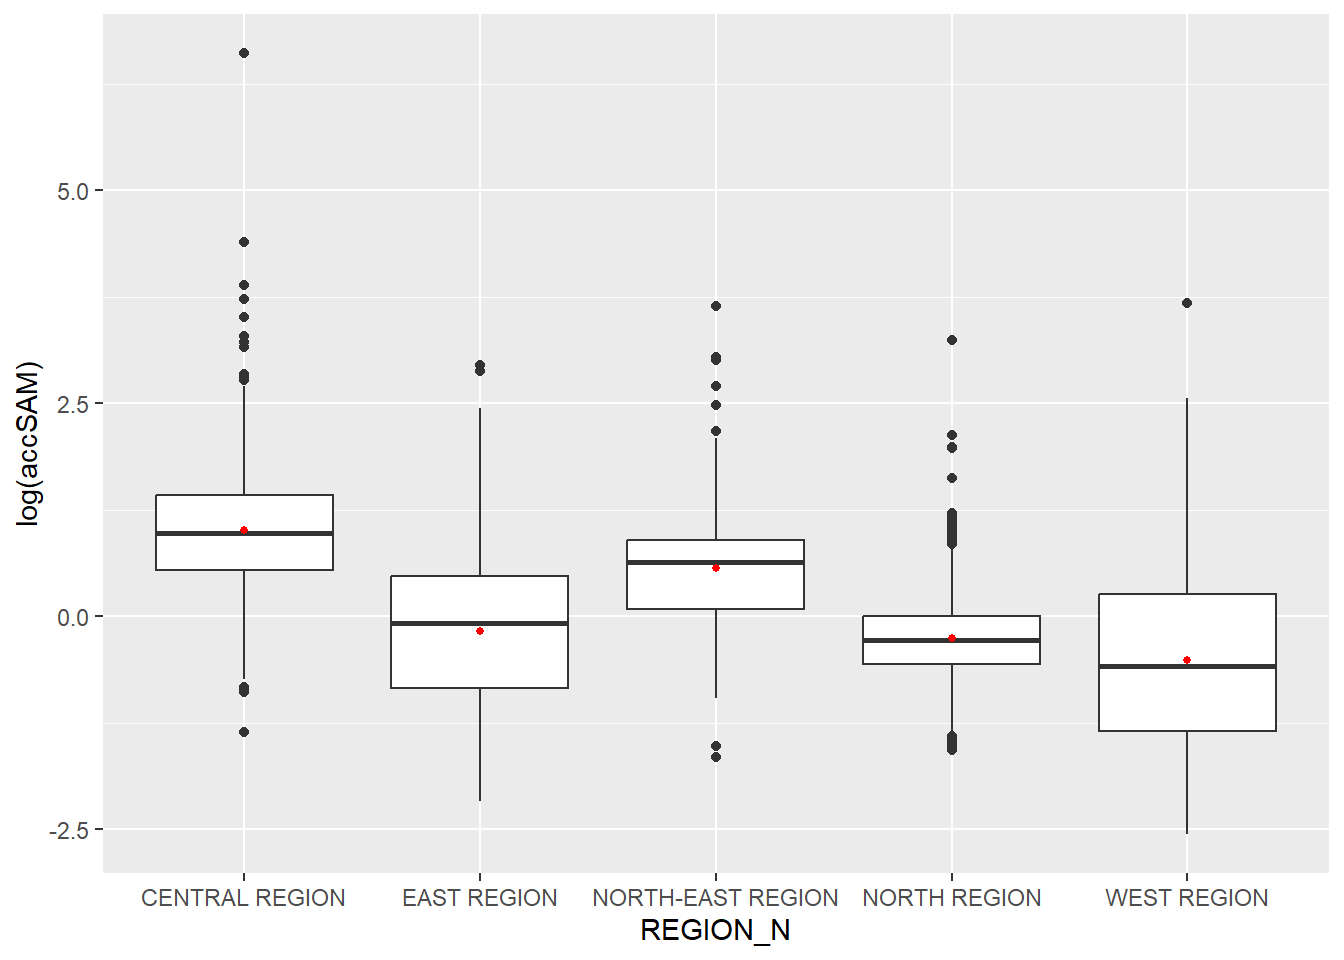 5.0
2.5
0.0
-2.5
log(accSAM)
CENTRAL REGION
EAST REGION
NORTH-EAST REGION
NORTH REGION
WEST REGION
REGION_N